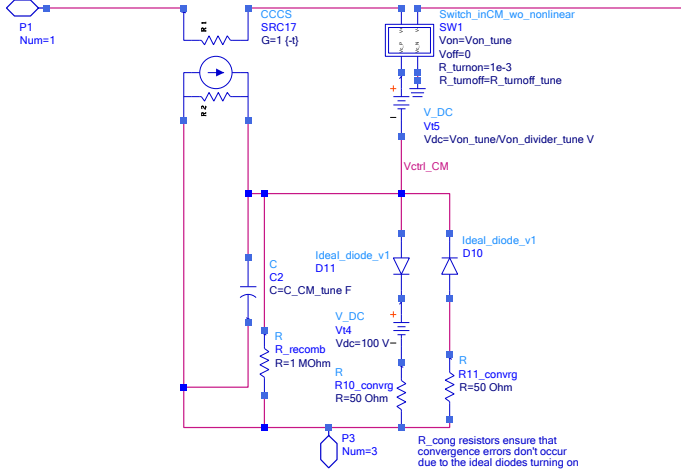 P1
Num=1
R1
CCCS
SRC17
G=1 {-t}
R2
Switch_inCM_wo_nonlinear
SW1
Von=Von_tune
Voff=0
R_turnon=1e-3
R_turnoff=R_turnoff_tune
Vc_P
Vc_N
+
V_DC
Vt5
Vdc=Von_tune/Von_divider_tune V
-
Vctrl_CM
Ideal_diode_v1
D11
Ideal_diode_v1
D10
C
C2
C=C_CM_tune F
+
V_DC
Vt4
Vdc=100 V
-
R
R_recomb
R=1 MOhm
R
R10_convrg
R=50 Ohm
R
R11_convrg
R=50 Ohm
P3
Num=3
R_cong resistors ensure that
convergence errors don't occur
due to the ideal diodes turning on